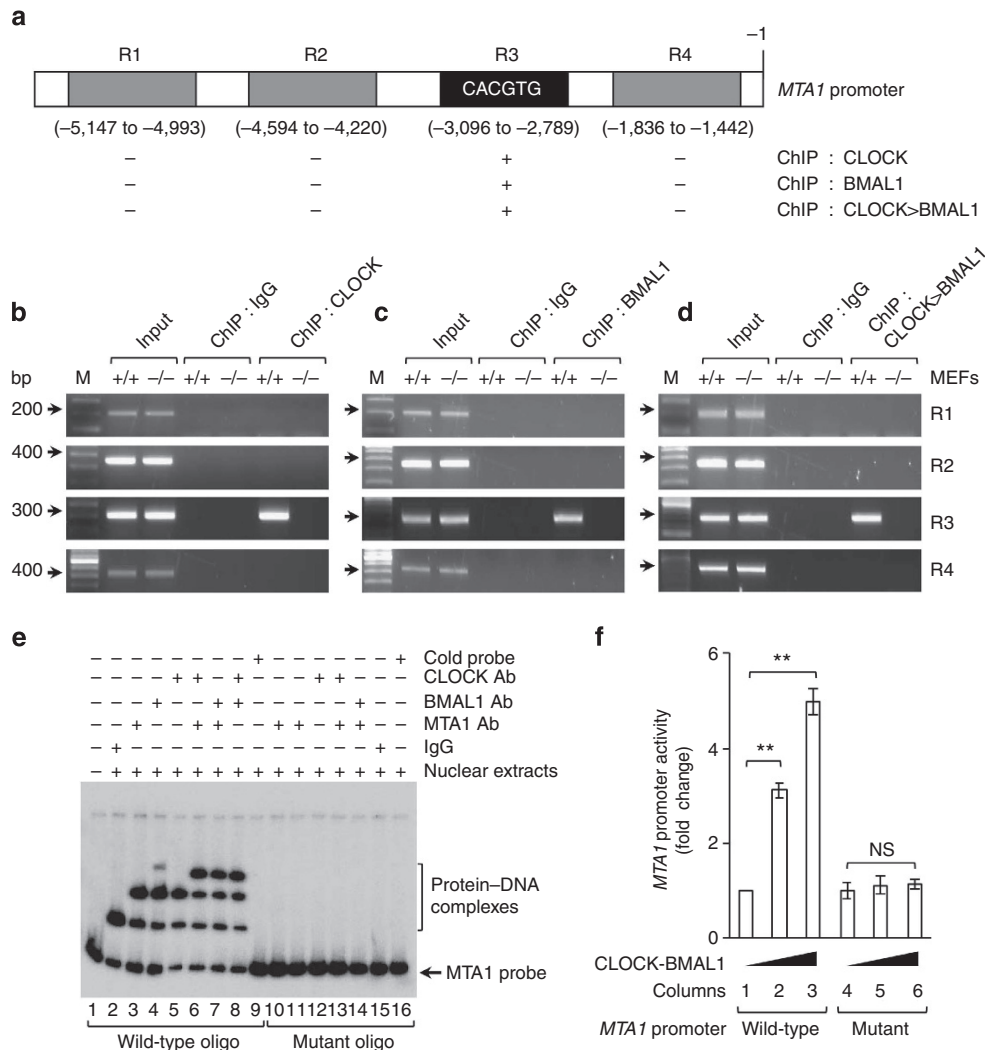 a
–1
R1 R2 R3 R4
CACGTG
MTA1 promoter
(–5,147 to –4,993) (–4,594 to –4,220) (–3,096 to –2,789) (–1,836 to –1,442)
– – + – ChIP : CLOCK
– – + – ChIP : BMAL1
– – + – ChIP : CLOCK>BMAL1
b
Input
ChIP : IgG
ChIP : CLOCK
bp M +/+ –/– +/+ –/– +/+ –/–
200
400
300
400
c
Input
ChIP : IgG
ChIP : BMAL1
M +/+ –/– +/+ –/– +/+ –/–
d
Input
ChIP : IgG
ChIP :
CLOCK>BMAL1
M +/+ –/– +/+ –/– +/+ –/– MEFs
R1
R2
R3
R4
e
– – – – – – – – + – – – – – – + Cold probe
– – – – + + – + – – – + + – – – CLOCK Ab
– – – + – – + + – – – – – + – – BMAL1 Ab
– – + – – + + – – + + – + + – – MTA1 Ab
– + – – – – – – – – – – – – + – IgG
– + + + + + + + + + + + + + + + Nuclear extracts
Protein–DNA
complexes
MTA1 probe
1 2 3 4 5 6 7 8 9 10 11 12 13 14 15 16
Wild-type oligo Mutant oligo
f
MTA1 promoter activity
(fold change)
6
4
2
0
**
**
NS
CLOCK-BMAL1
Columns 1 2 3 4 5 6
MTA1 promoter Wild-type Mutant